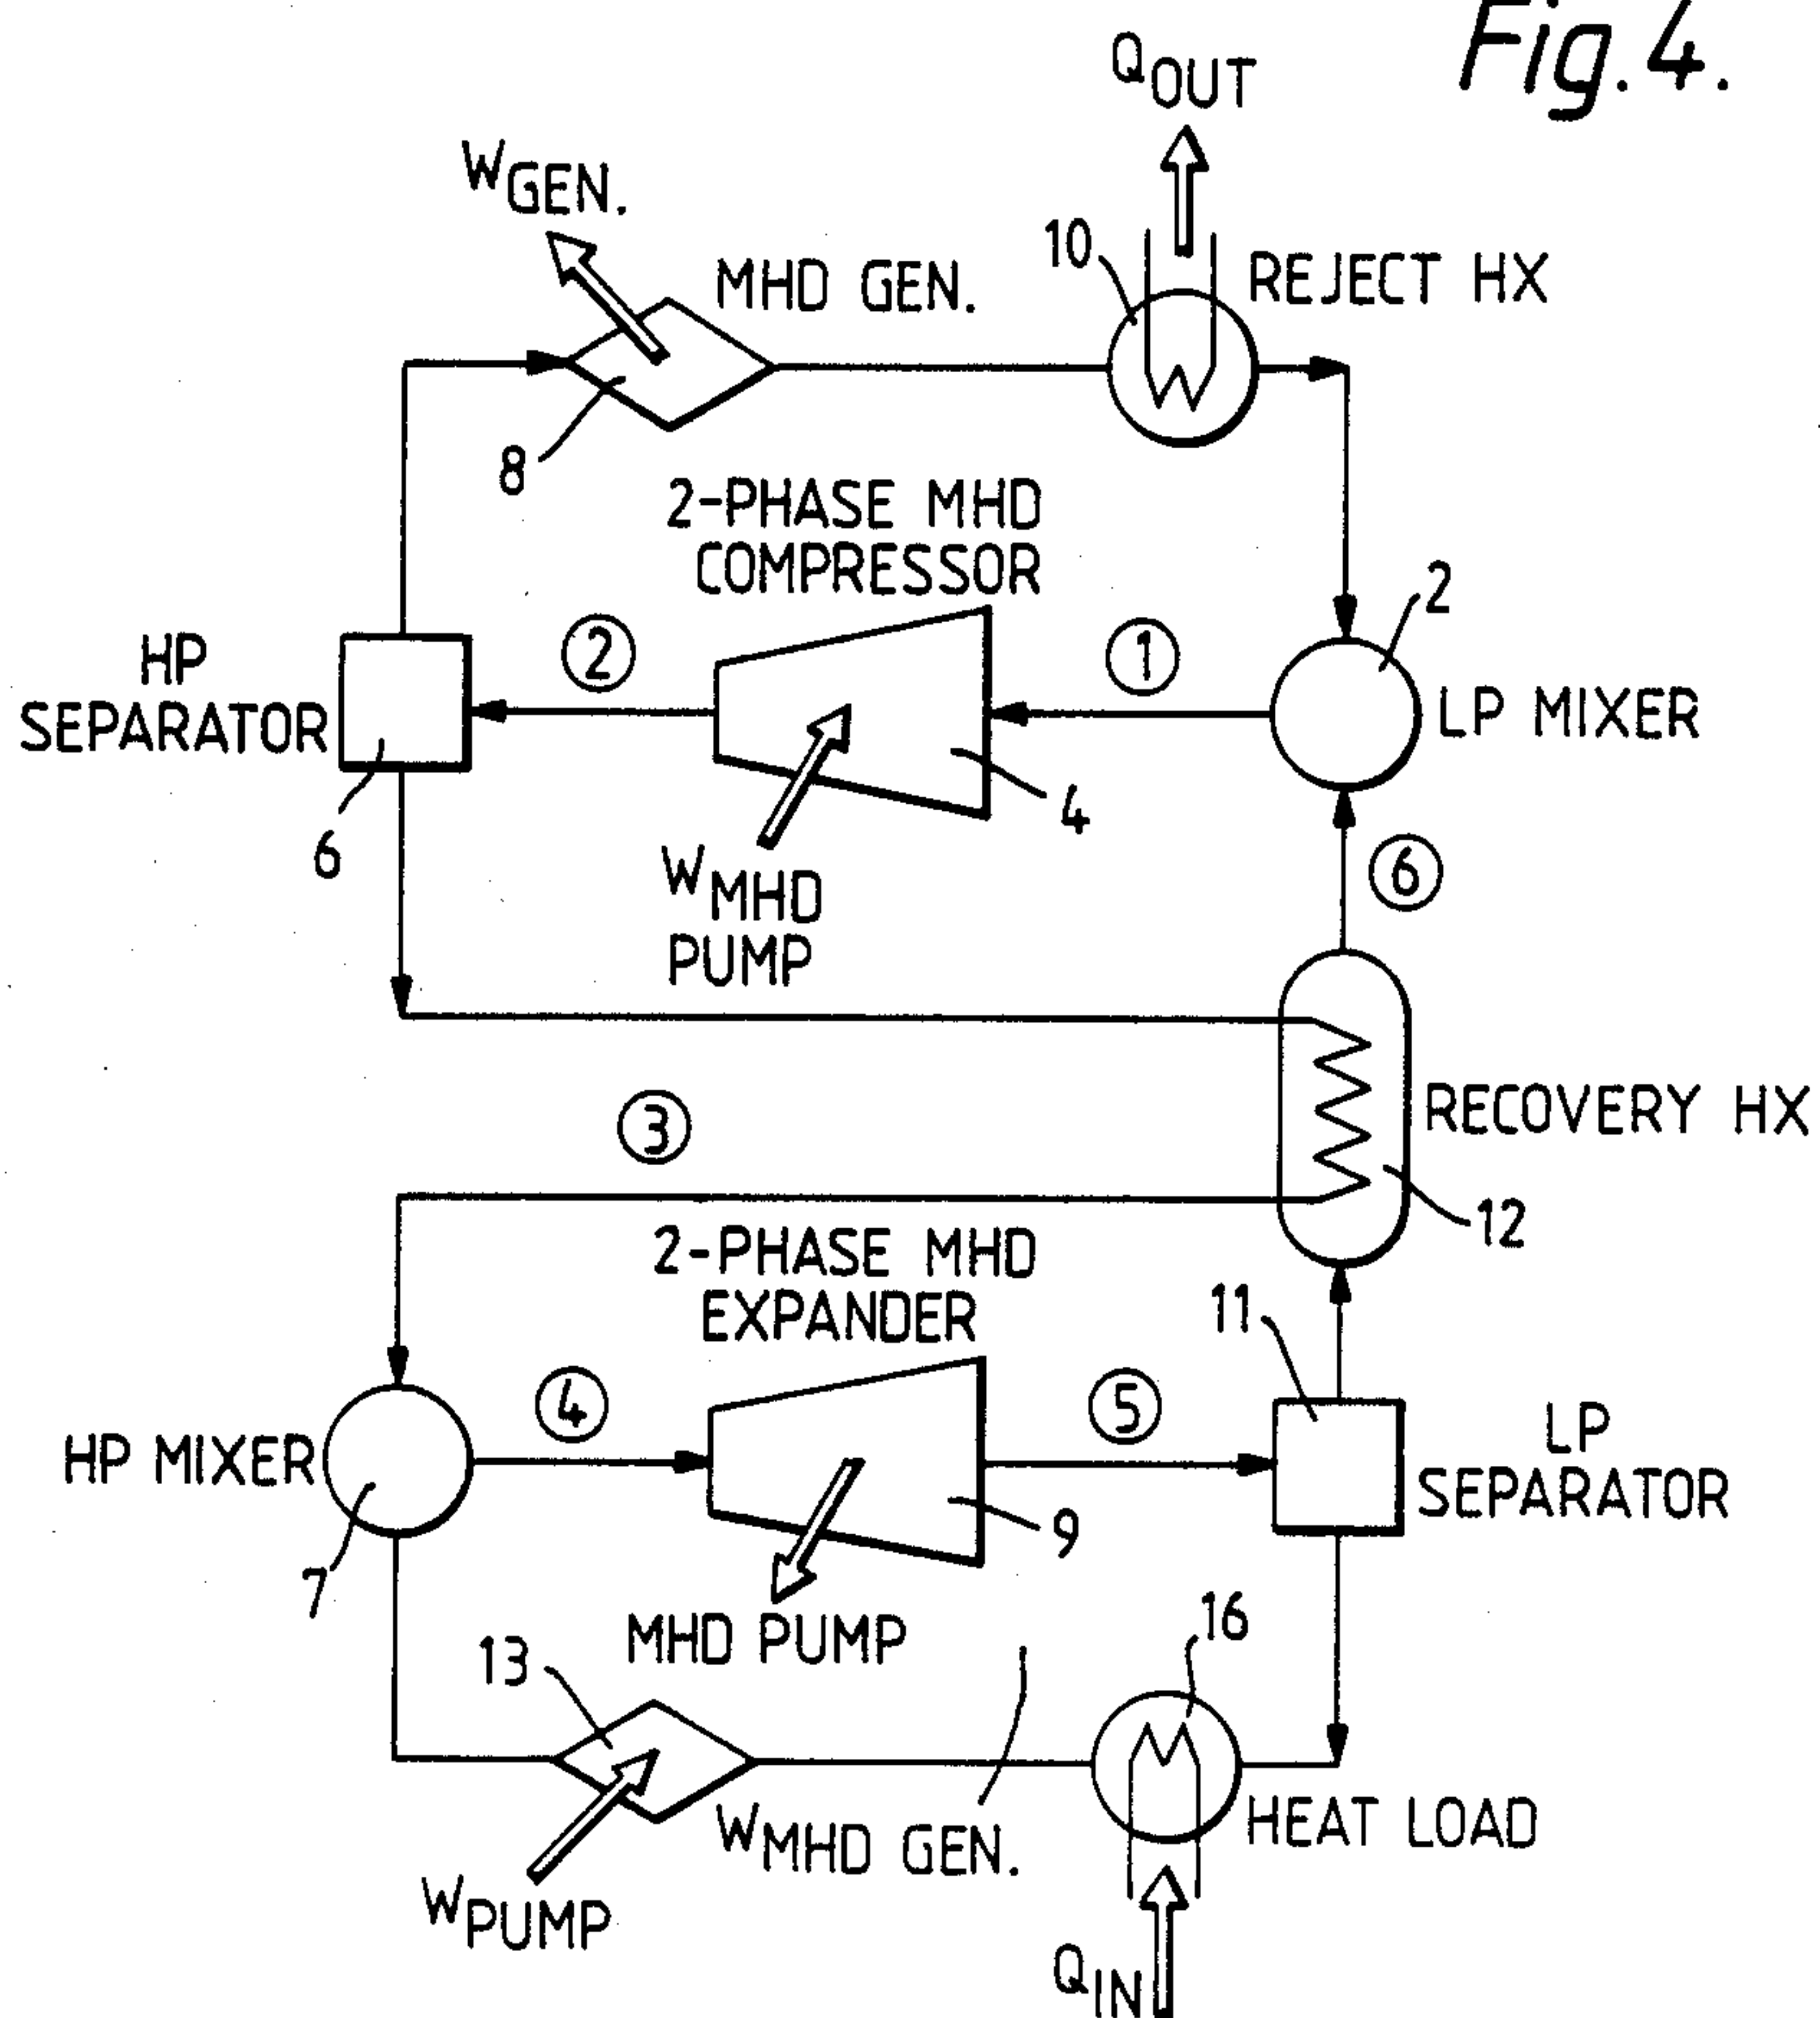 Fig. 4.
QOUT
WGEN.
MHD GEN.
10
REJECT HX
8
2-PHASE MHD
COMPRESSOR
2
HP
SEPARATOR
②
①
LP MIXER
6
4
WMHD
PUMP
⑥
③
RECOVERY HX
12
2-PHASE MHD
EXPANDER
11
④
⑤
HP MIXER
LP
SEPARATOR
9
7
MHD PUMP
13
16
WMHD GEN.
HEAT LOAD
WPUMP
QIN